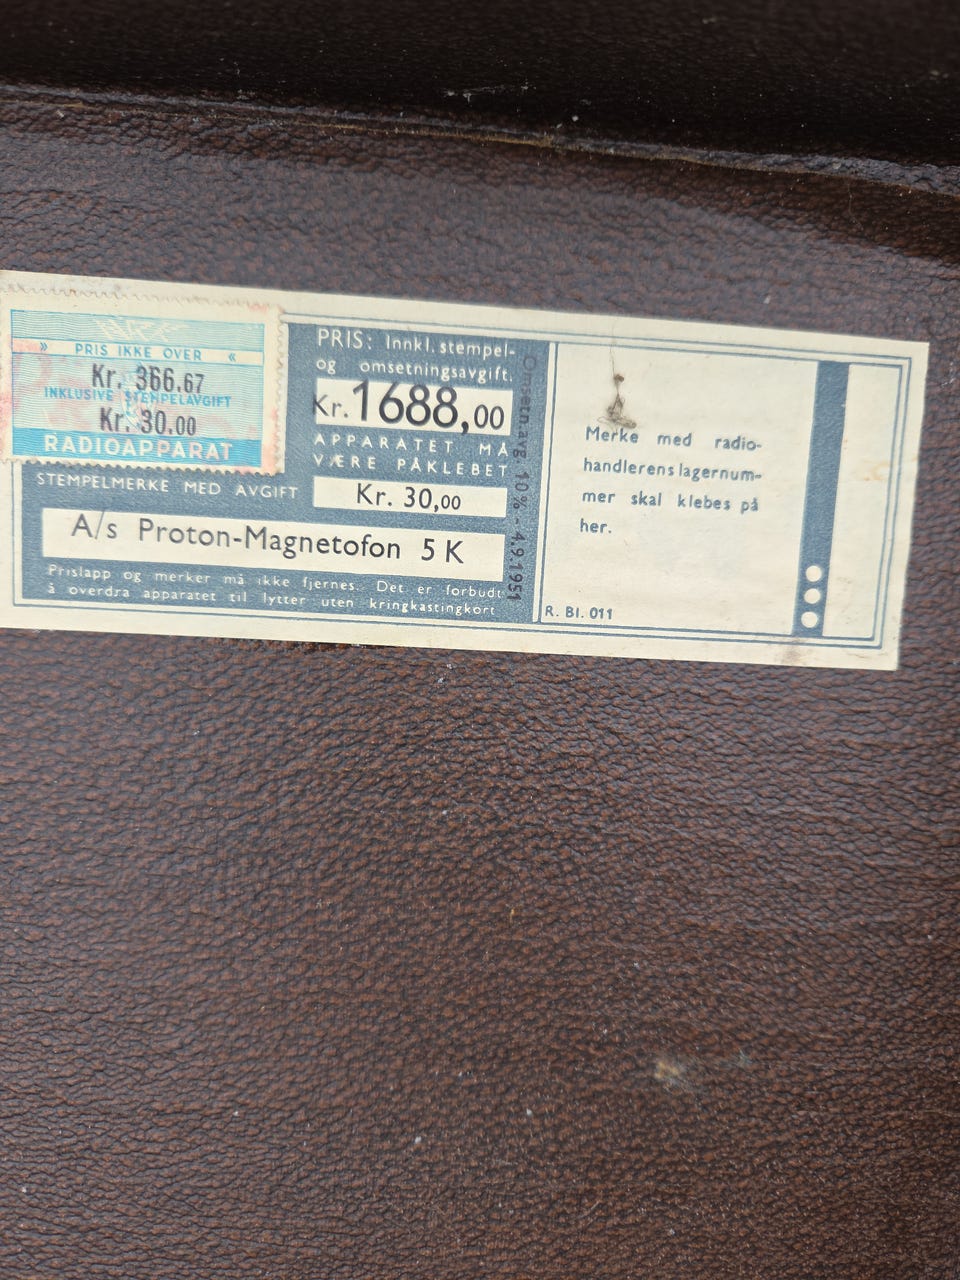 » PRIS IKKE OVER «
Kr. 366.67
INKLUSIVE STEMPELAVGIFT
Kr. 30.00
RADIOAPPARAT
STEMPELMERKE MED AVGIFT
PRIS: Innkl. stempel-
og omsetningsavgift.
Kr. 1688,00
APPARATET MÅ
VÆRE PÅKLEBET
Kr. 30,00
A/s Proton-Magnetofon 5 K
Prislapp og merker må ikke fjernes. Det er forbudt
å overdra apparatet til lytter uten kringkastingkort
Omsetn.avg. 10% - 4.9.1951
Merke med radio-
handlerens lagernum-
mer skal klebes på
her.
R. Bl. 011